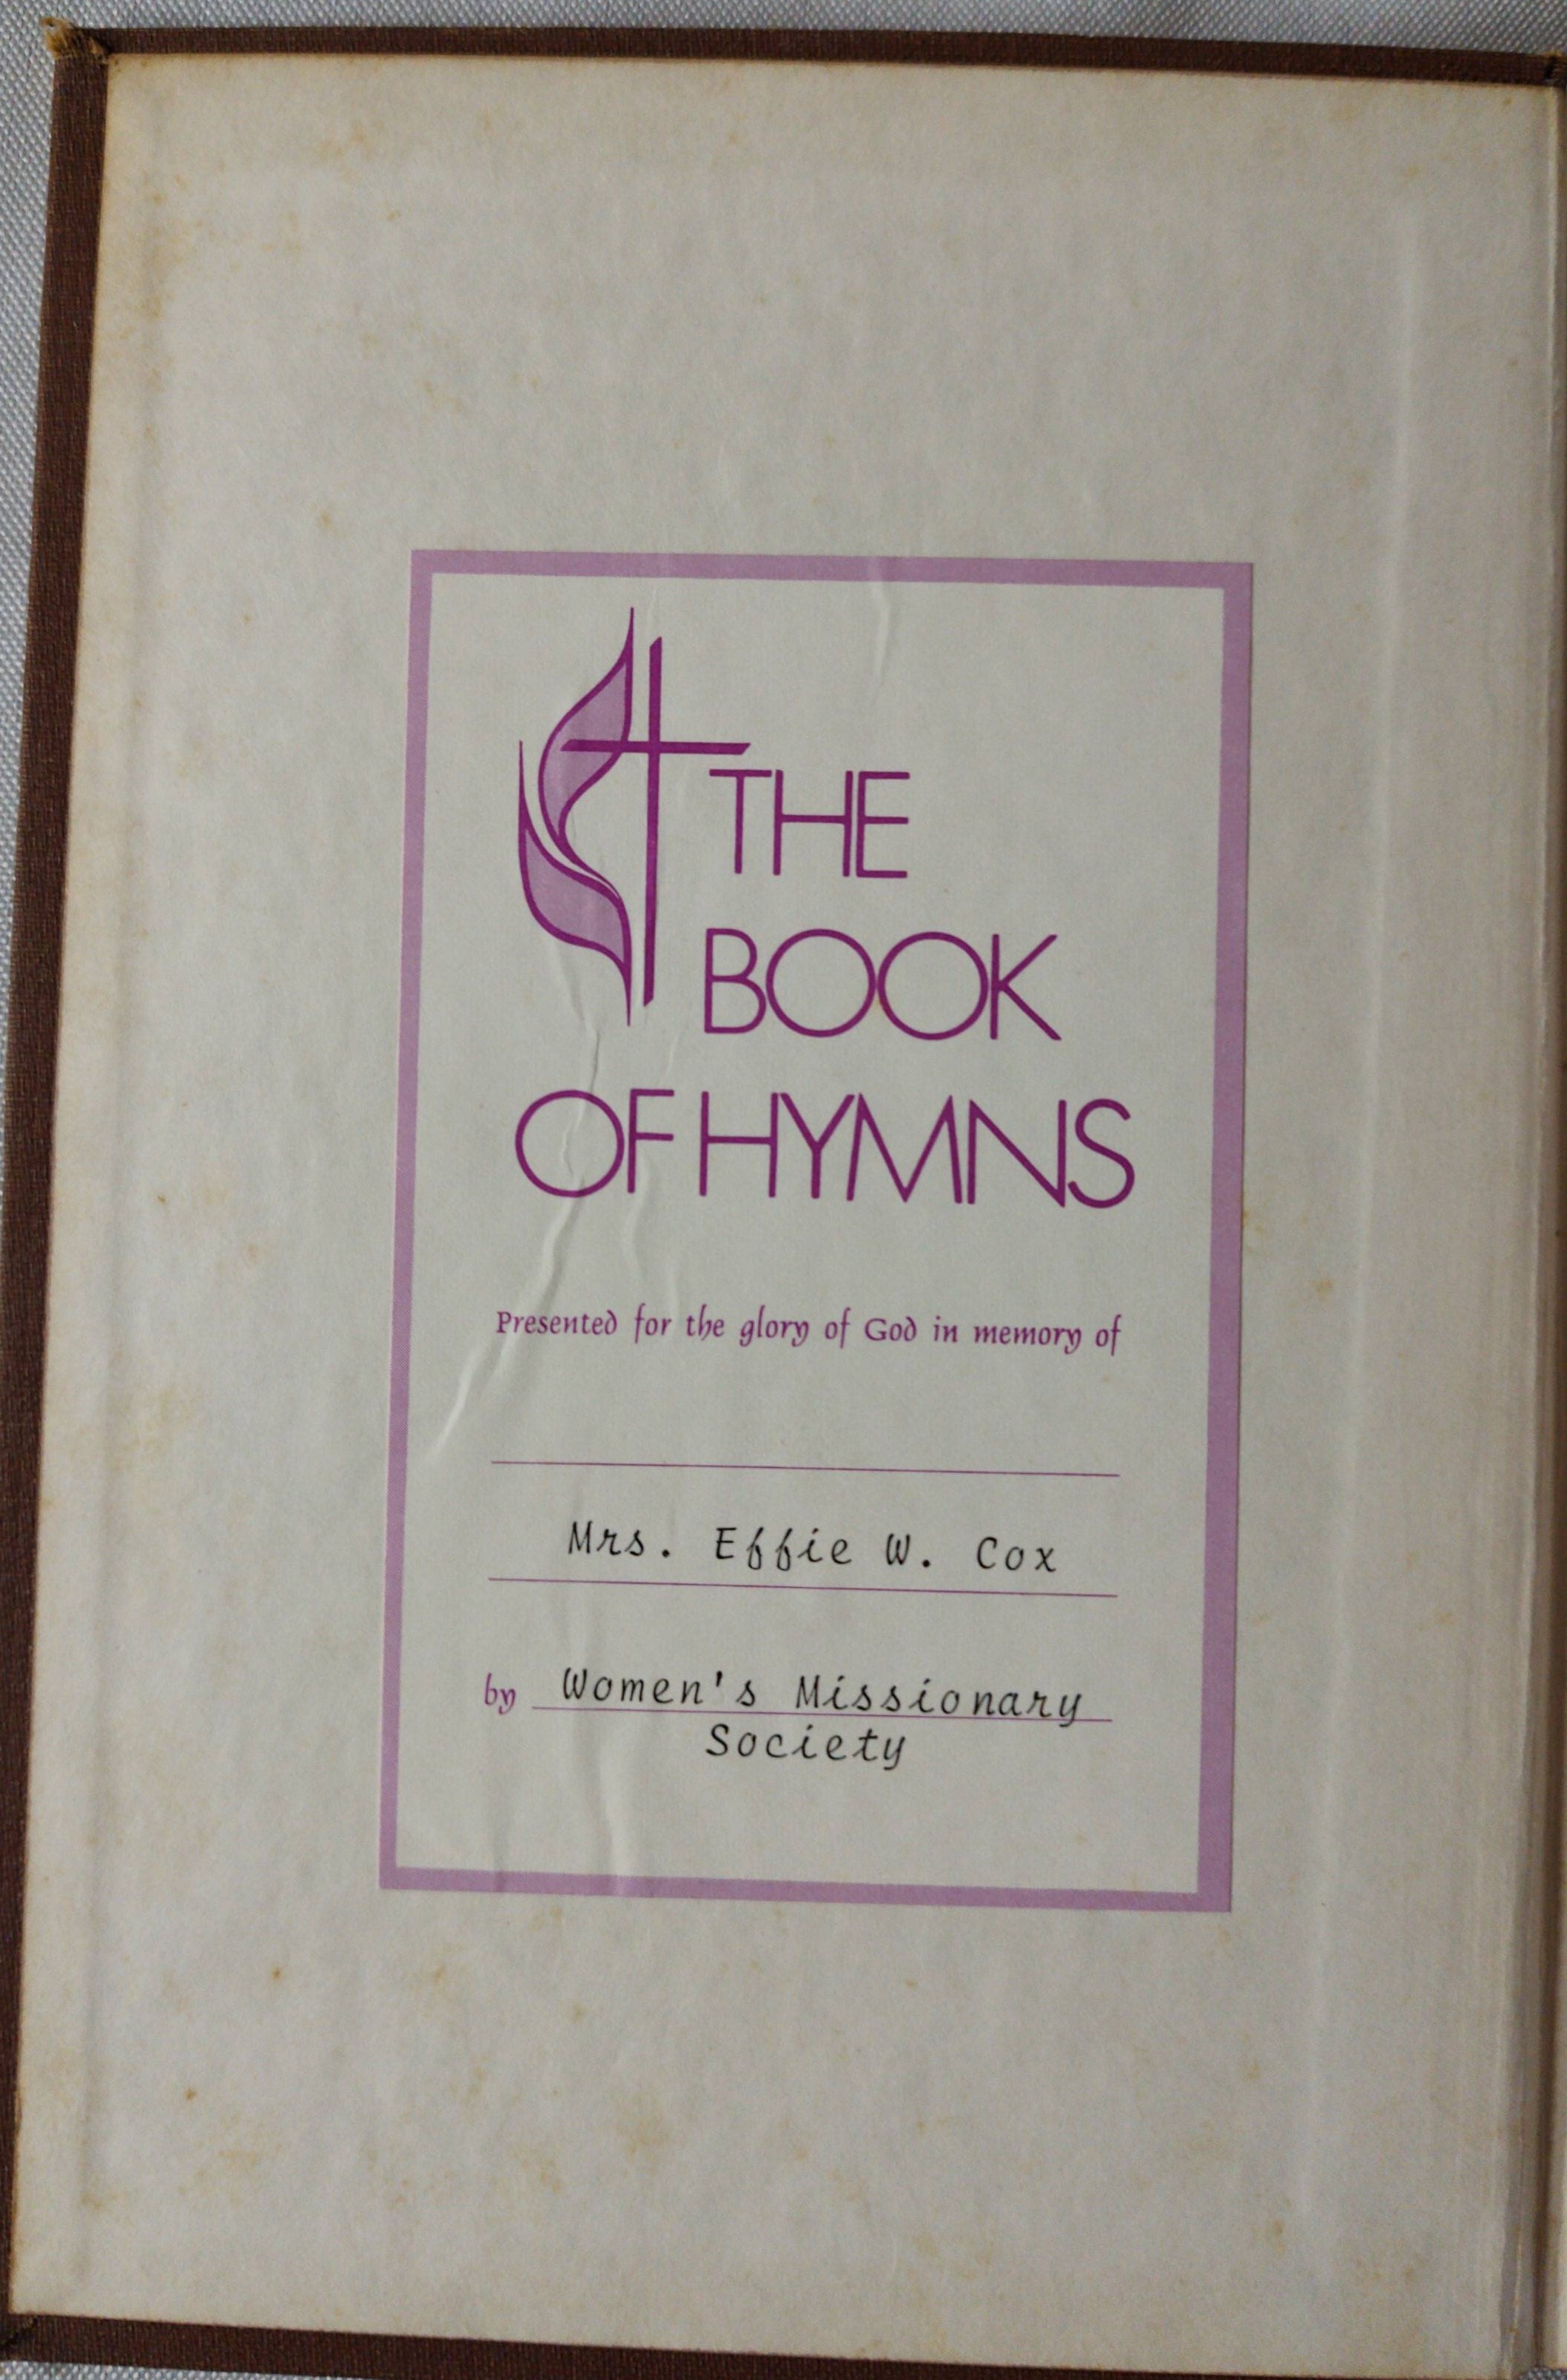 THE
BOOK
OF HYMNS
Presented for the glory of God in memory of
Mrs. Effie W. Cox
by Women's Missionary
Society